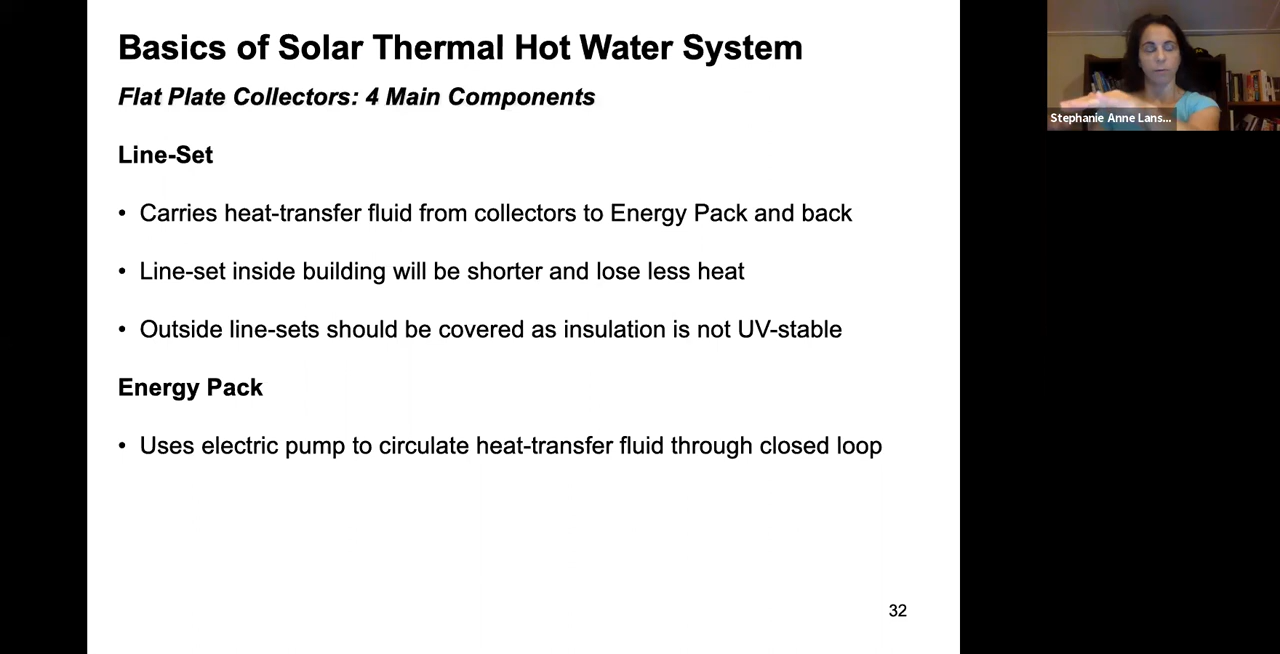 Basics of Solar Thermal Hot Water System
Flat Plate Collectors: 4 Main Components
Line-Set
• Carries heat-transfer fluid from collectors to Energy Pack and back
• Line-set inside building will be shorter and lose less heat
• Outside line-sets should be covered as insulation is not UV-stable
Energy Pack
• Uses electric pump to circulate heat-transfer fluid through closed loop
32
Stephanie Anne Lans...